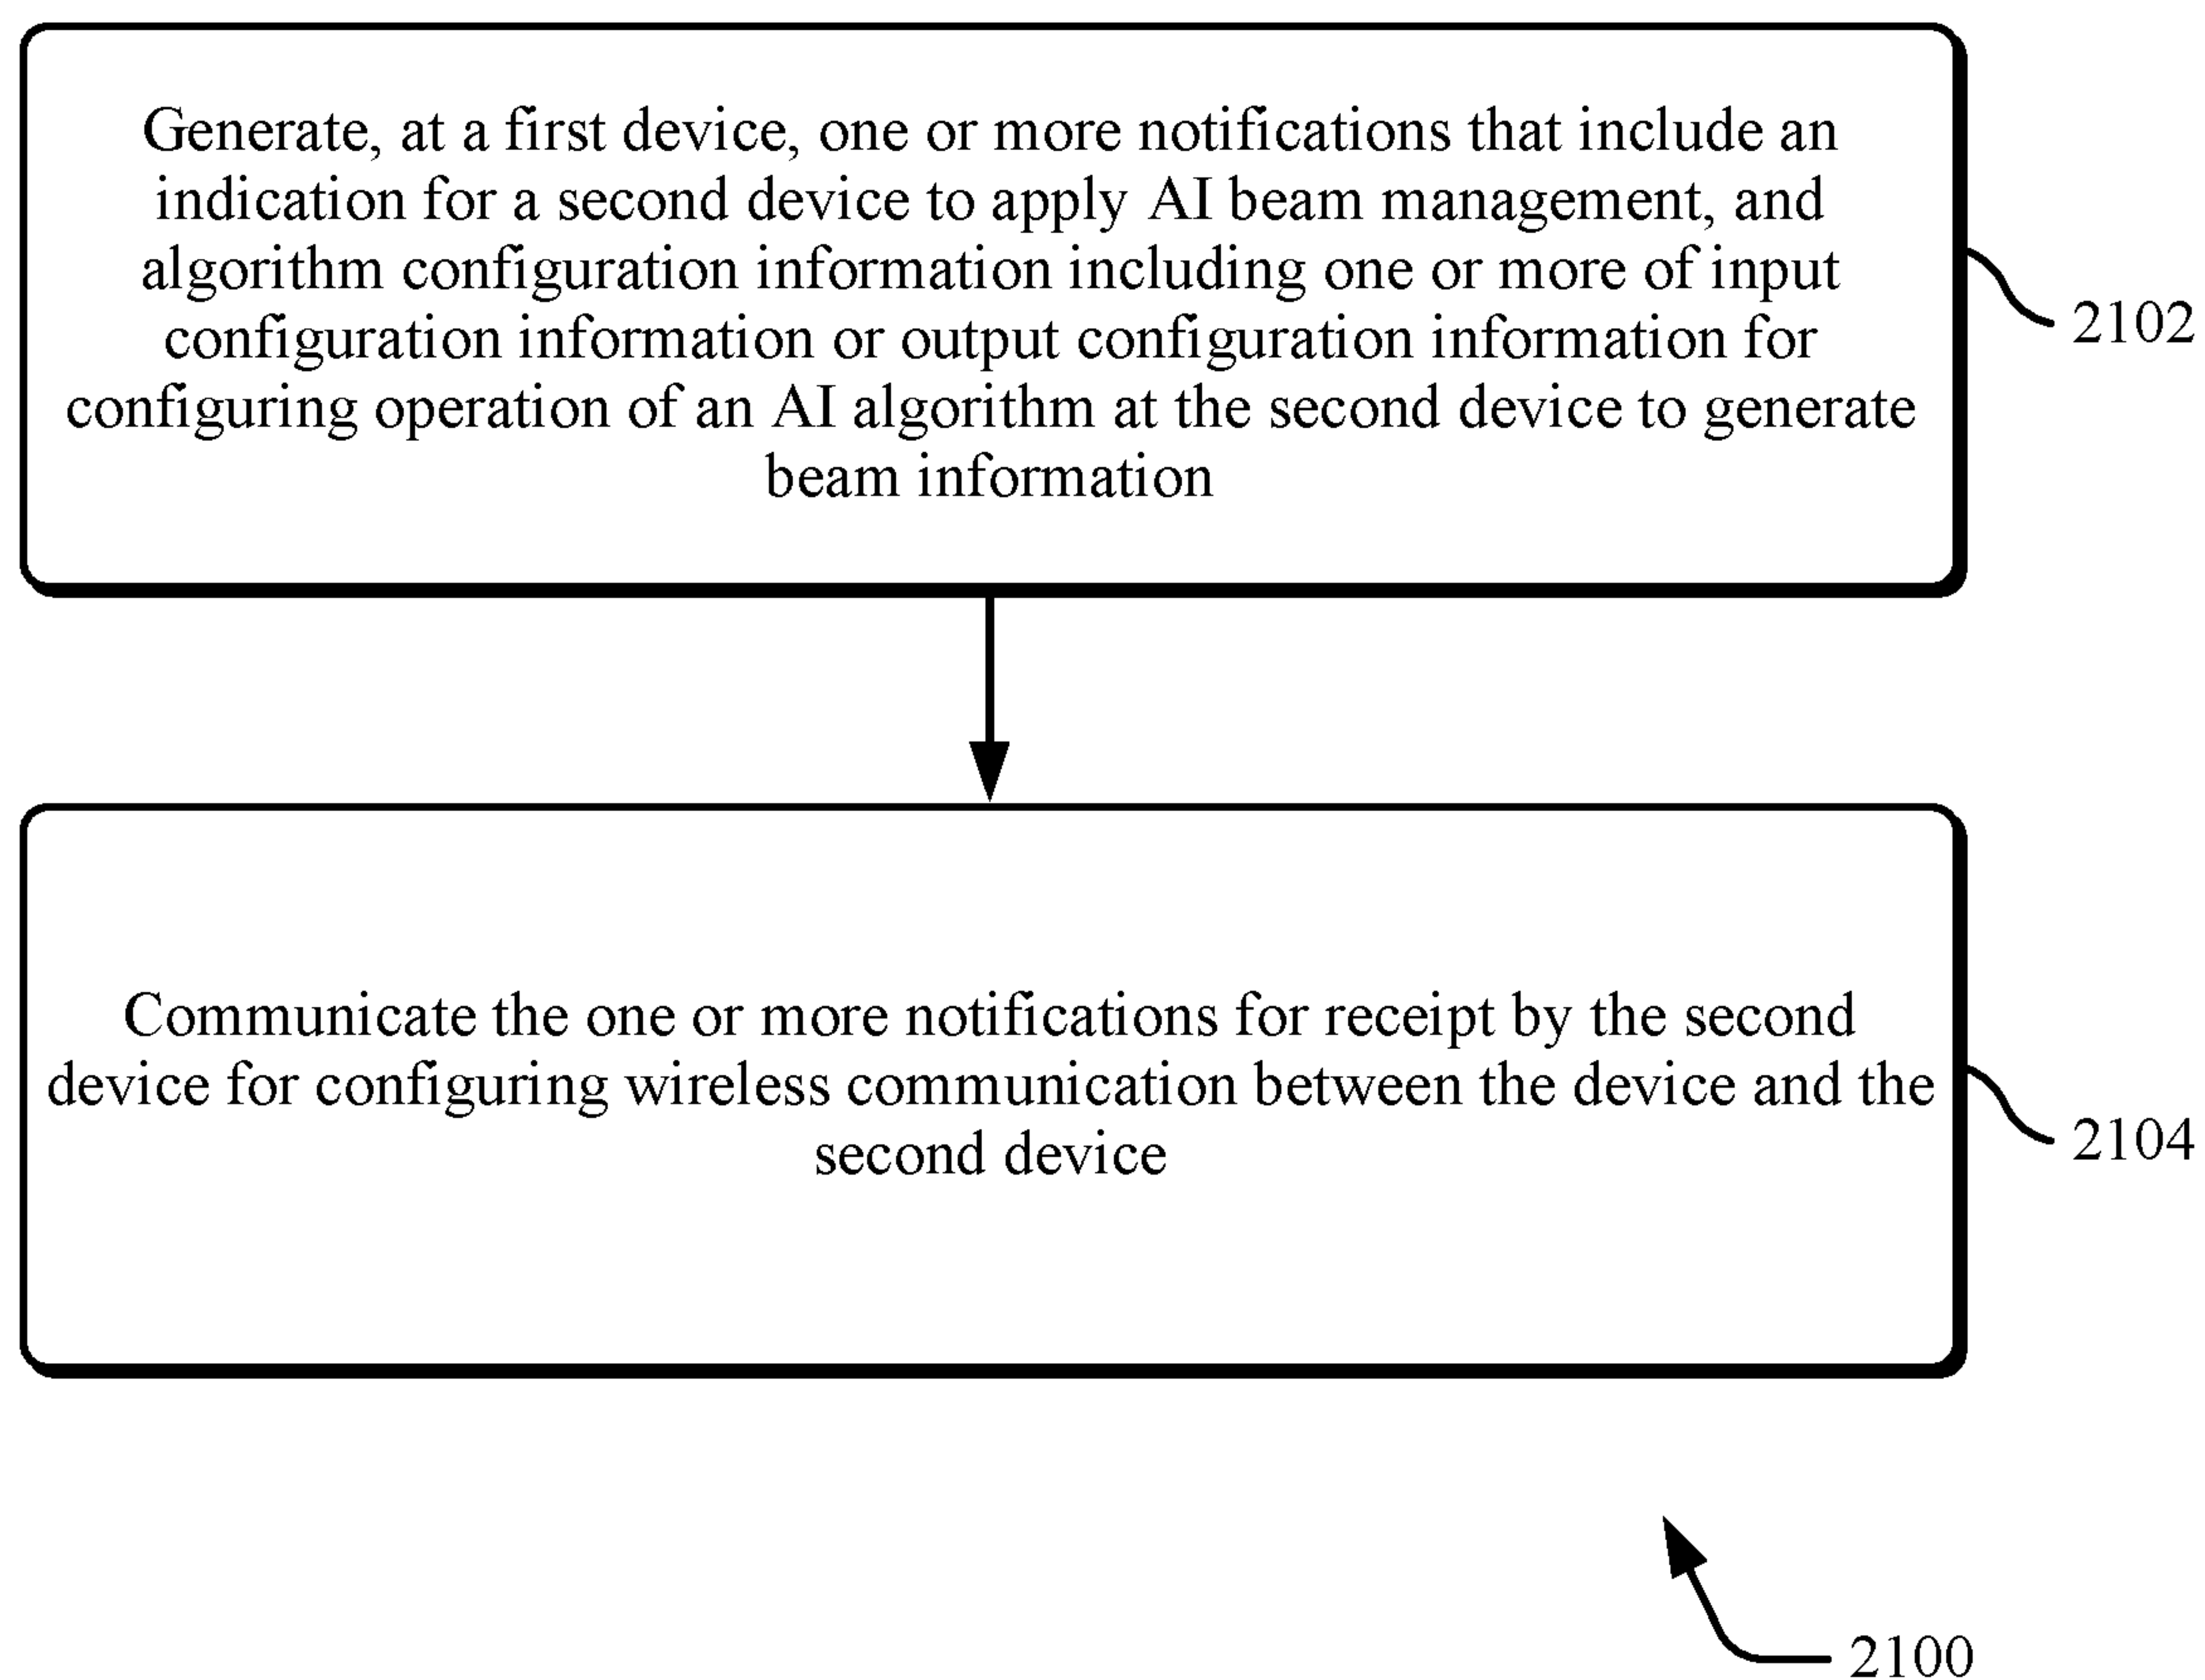 Generate, at a first device, one or more notifications that include an
indication for a second device to apply AI beam management, and
algorithm configuration information including one or more of input
configuration information or output configuration information for
configuring operation of an AI algorithm at the second device to generate
beam information
2102
Communicate the one or more notifications for receipt by the second
device for configuring wireless communication between the device and the
second device
2104
2100